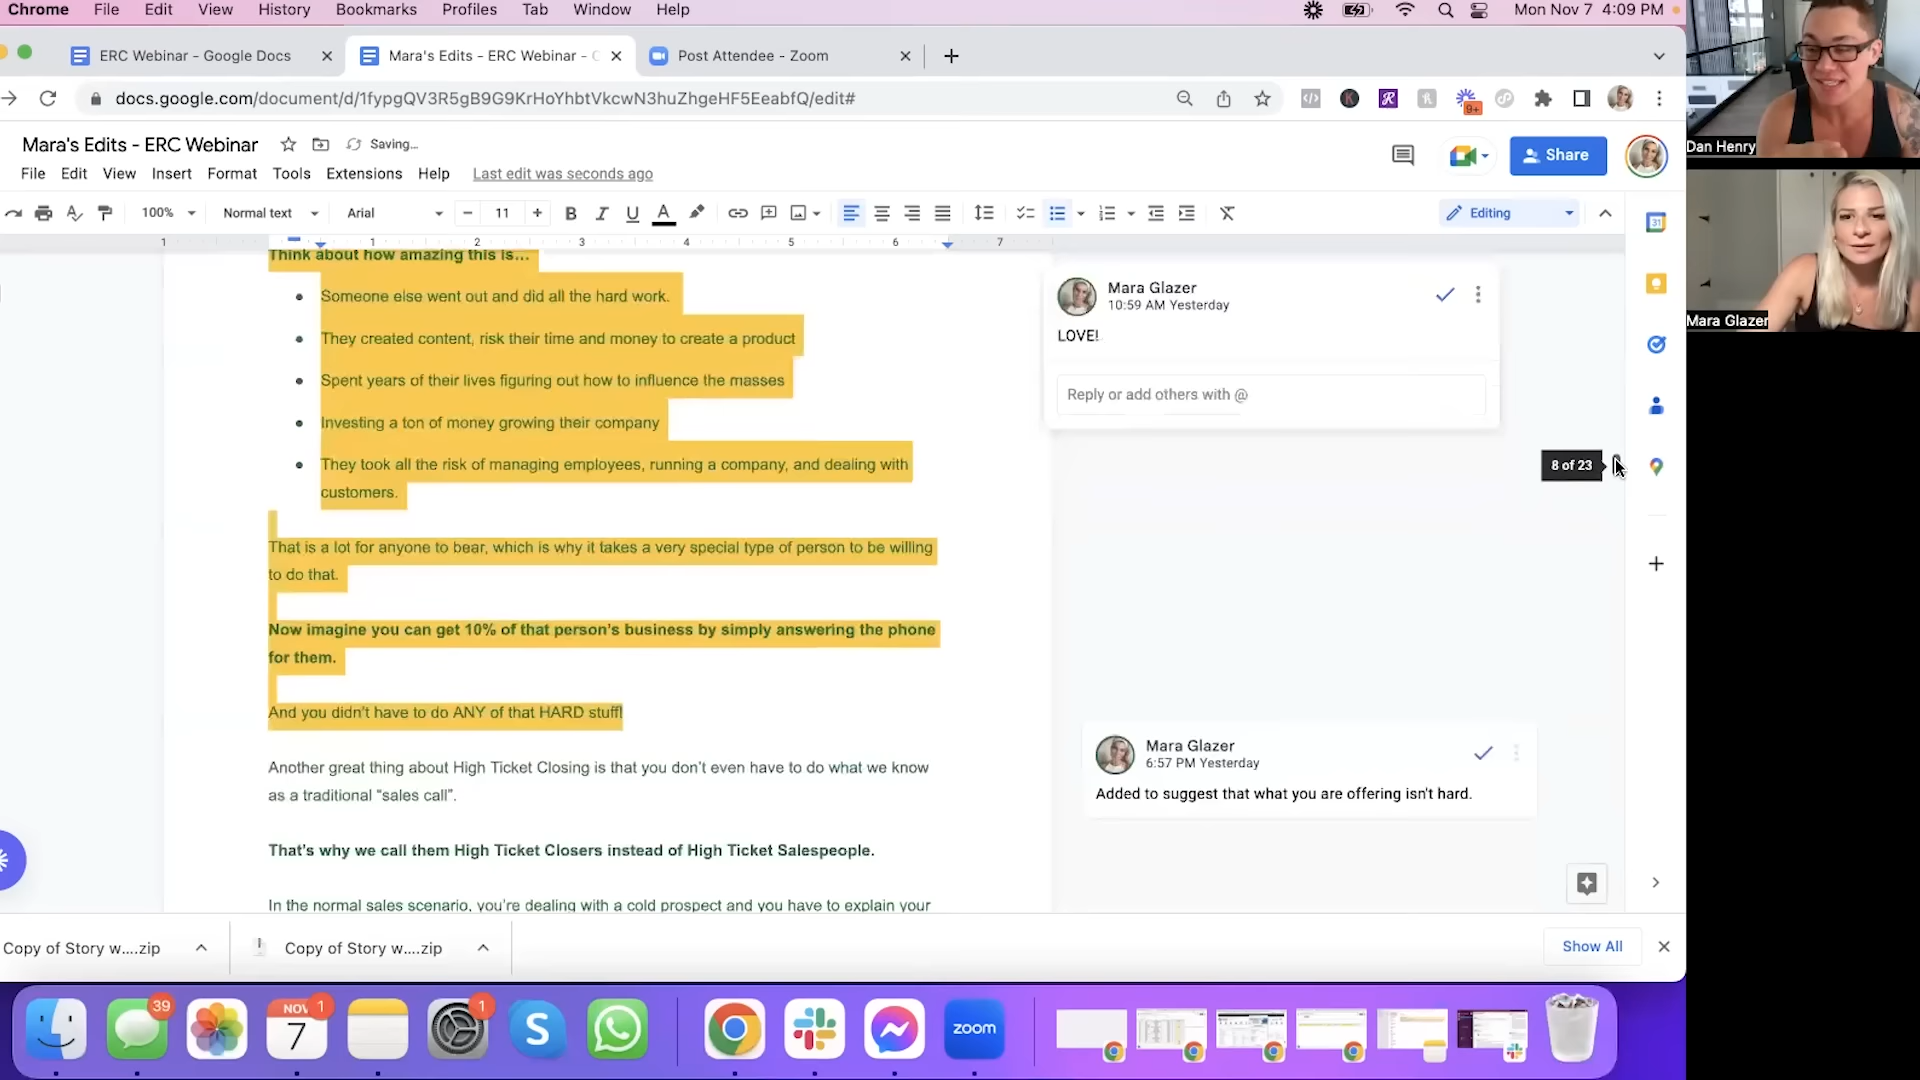 Chrome File Edit View History Bookmarks Profiles Tab Window Help Mon Nov 7 4:09 PM
ERC Webinar - Google Docs
Mara's Edits - ERC Webinar -
Post Attendee - Zoom
docs.google.com/document/d/1fypgQV3R5gB9G9KrHoYhbtVkcwN3huZhgeHF5EeabfQ/edit#
9+
Dan Henry
Mara's Edits - ERC Webinar Saving...
Share
File Edit View Insert Format Tools Extensions Help Last edit was seconds ago
100% Normal text Arial 11 Editing
1 1 2 3 4 5 6 7
31
Mara Glazer
Think about how amazing this is...
Someone else went out and did all the hard work.
They created content, risk their time and money to create a product
Spent years of their lives figuring out how to influence the masses
Investing a ton of money growing their company
They took all the risk of managing employees, running a company, and dealing with
customers.
That is a lot for anyone to bear, which is why it takes a very special type of person to be willing
to do that.
Now imagine you can get 10% of that person's business by simply answering the phone
for them.
And you didn't have to do ANY of that HARD stuff!
Another great thing about High Ticket Closing is that you don't even have to do what we know
as a traditional "sales call".
That's why we call them High Ticket Closers instead of High Ticket Salespeople.
In the normal sales scenario, you're dealing with a cold prospect and you have to explain your
Mara Glazer
10:59 AM Yesterday
LOVE!
Reply or add others with @
8 of 23
Mara Glazer
6:57 PM Yesterday
Added to suggest that what you are offering isn't hard.
Copy of Story w....zip
Copy of Story w....zip
Show All
39
NOV 1
7
1
zoom